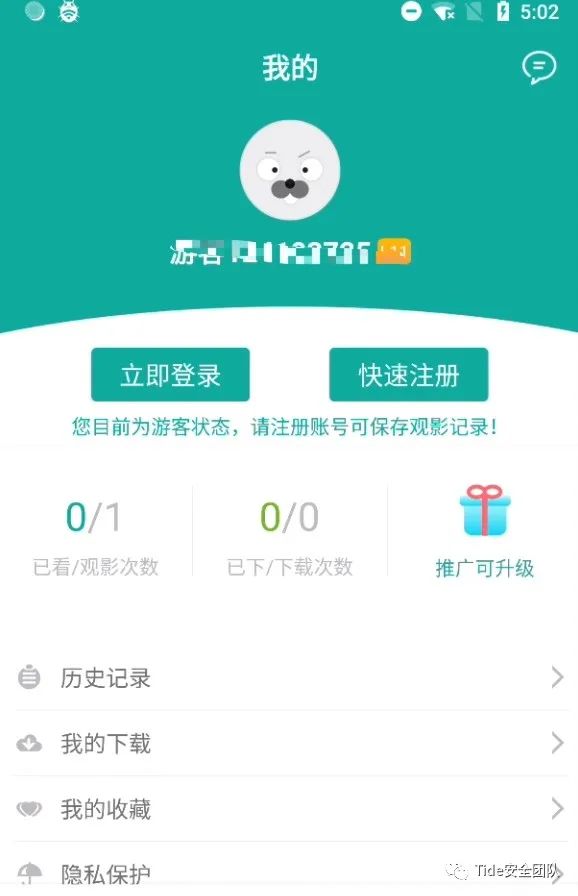 5:02
我的
游客
立即登录 快速注册
您目前为游客状态，请注册账号可保存观影记录！
0/1 0/0
已看/观影次数 已下/下载次数 推广可升级
历史记录
我的下载
我的收藏
隐私保护
Tide安全团队